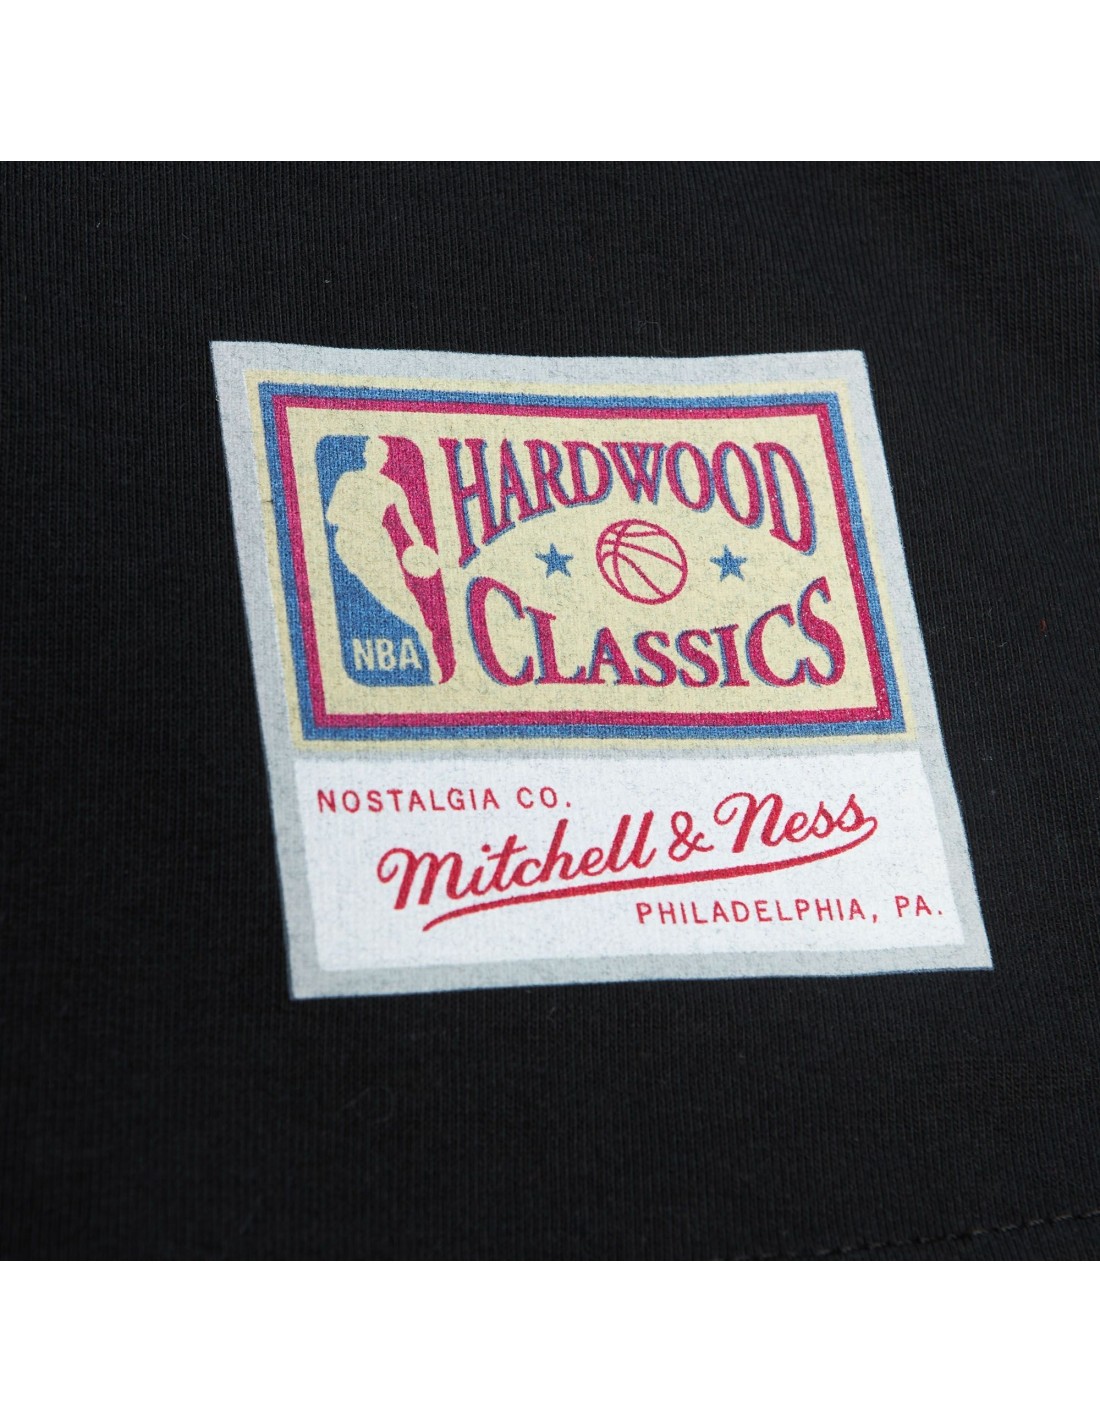 HARDWOOD
CLASSICS
NBA
NOSTALGIA CO.
Mitchell & Ness
PHILADELPHIA, PA.